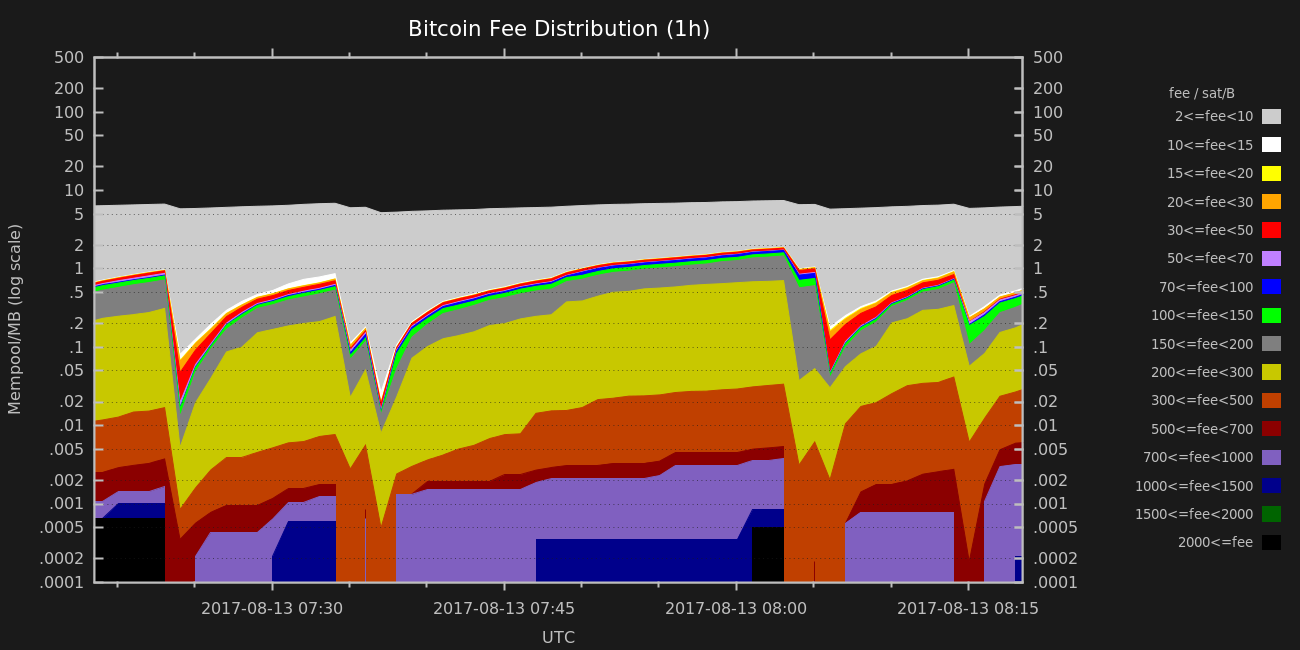 Bitcoin Fee Distribution (1h)
500
200
100
50
20
10
5
2
1
.5
.2
.1
.05
.02
.01
.005
.002
.001
.0005
.0002
.0001
Mempool/MB (log scale)
500
200
100
50
20
10
5
2
1
.5
.2
.1
.05
.02
.01
.005
.002
.001
.0005
.0002
.0001
2017-08-13 07:30
2017-08-13 07:45
2017-08-13 08:00
2017-08-13 08:15
UTC
fee / sat/B
2<=fee<10
10<=fee<15
15<=fee<20
20<=fee<30
30<=fee<50
50<=fee<70
70<=fee<100
100<=fee<150
150<=fee<200
200<=fee<300
300<=fee<500
500<=fee<700
700<=fee<1000
1000<=fee<1500
1500<=fee<2000
2000<=fee